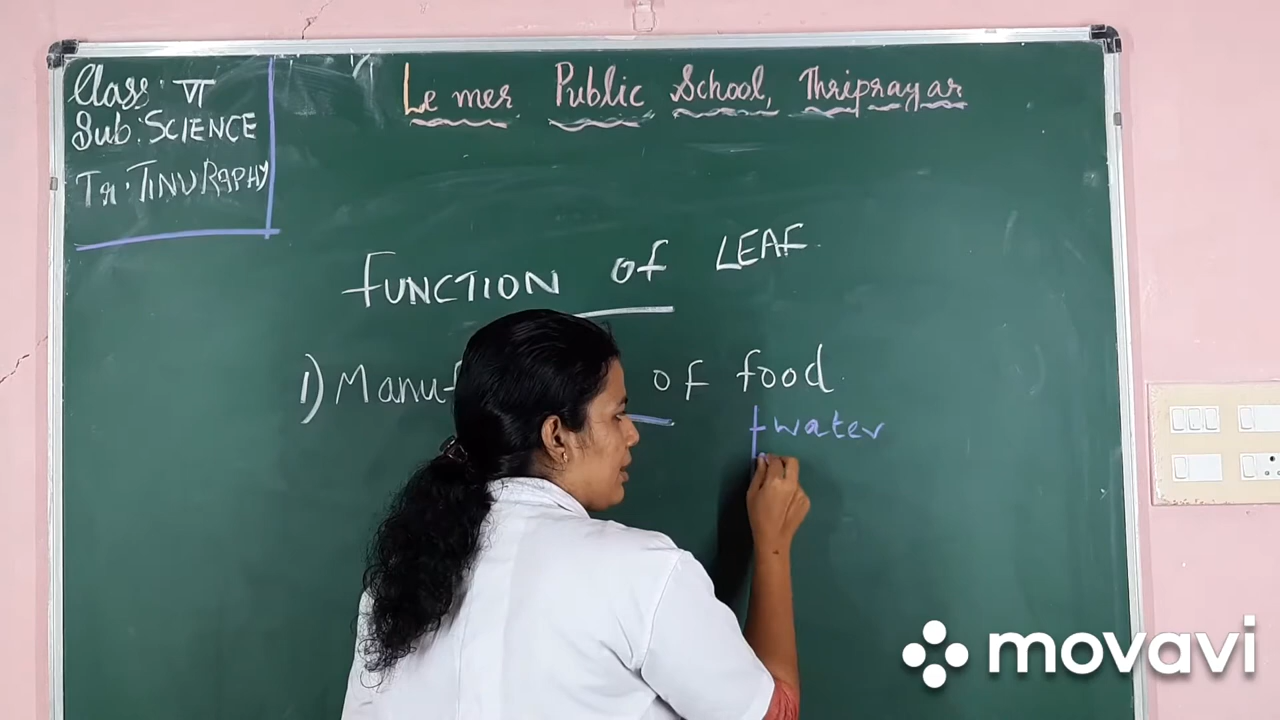 Class: VI
Sub: SCIENCE
Tr: TINU RAPHY
Le mer Public School, Thriprayar
FUNCTION of LEAF
1) Manuf of food
water
movavi